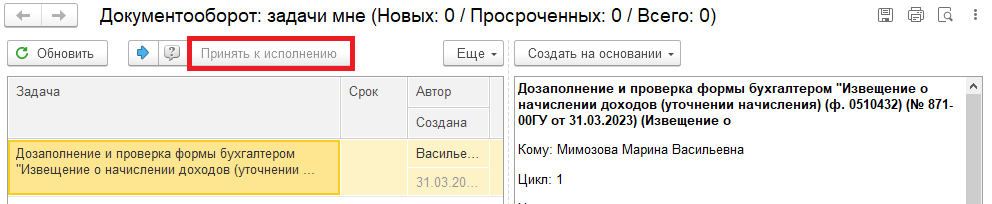 Документооборот: задачи мне (Новых: 0 / Просроченных: 0 / Всего: 0)
Обновить
Принять к исполнению
Еще
Создать на основании
Задача
Срок
Автор
Создана
Дозаполнение и проверка формы бухгалтером
"Извещение о начислении доходов (уточнении ...
Василье...
31.03.20...
Дозаполнение и проверка формы бухгалтером "Извещение о
начислении доходов (уточнении начисления) (ф. 0510432) (№ 871-
00ГУ от 31.03.2023) (Извещение о
Кому: Мимозова Марина Васильевна
Цикл: 1